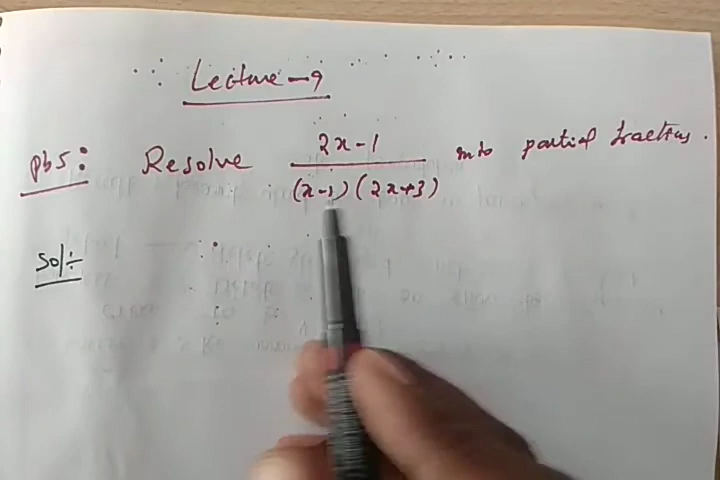 Lecture-9
Pb5: Resolve 2x-1 / (x-1)(2x+3) into partial fractions.
Sol:-